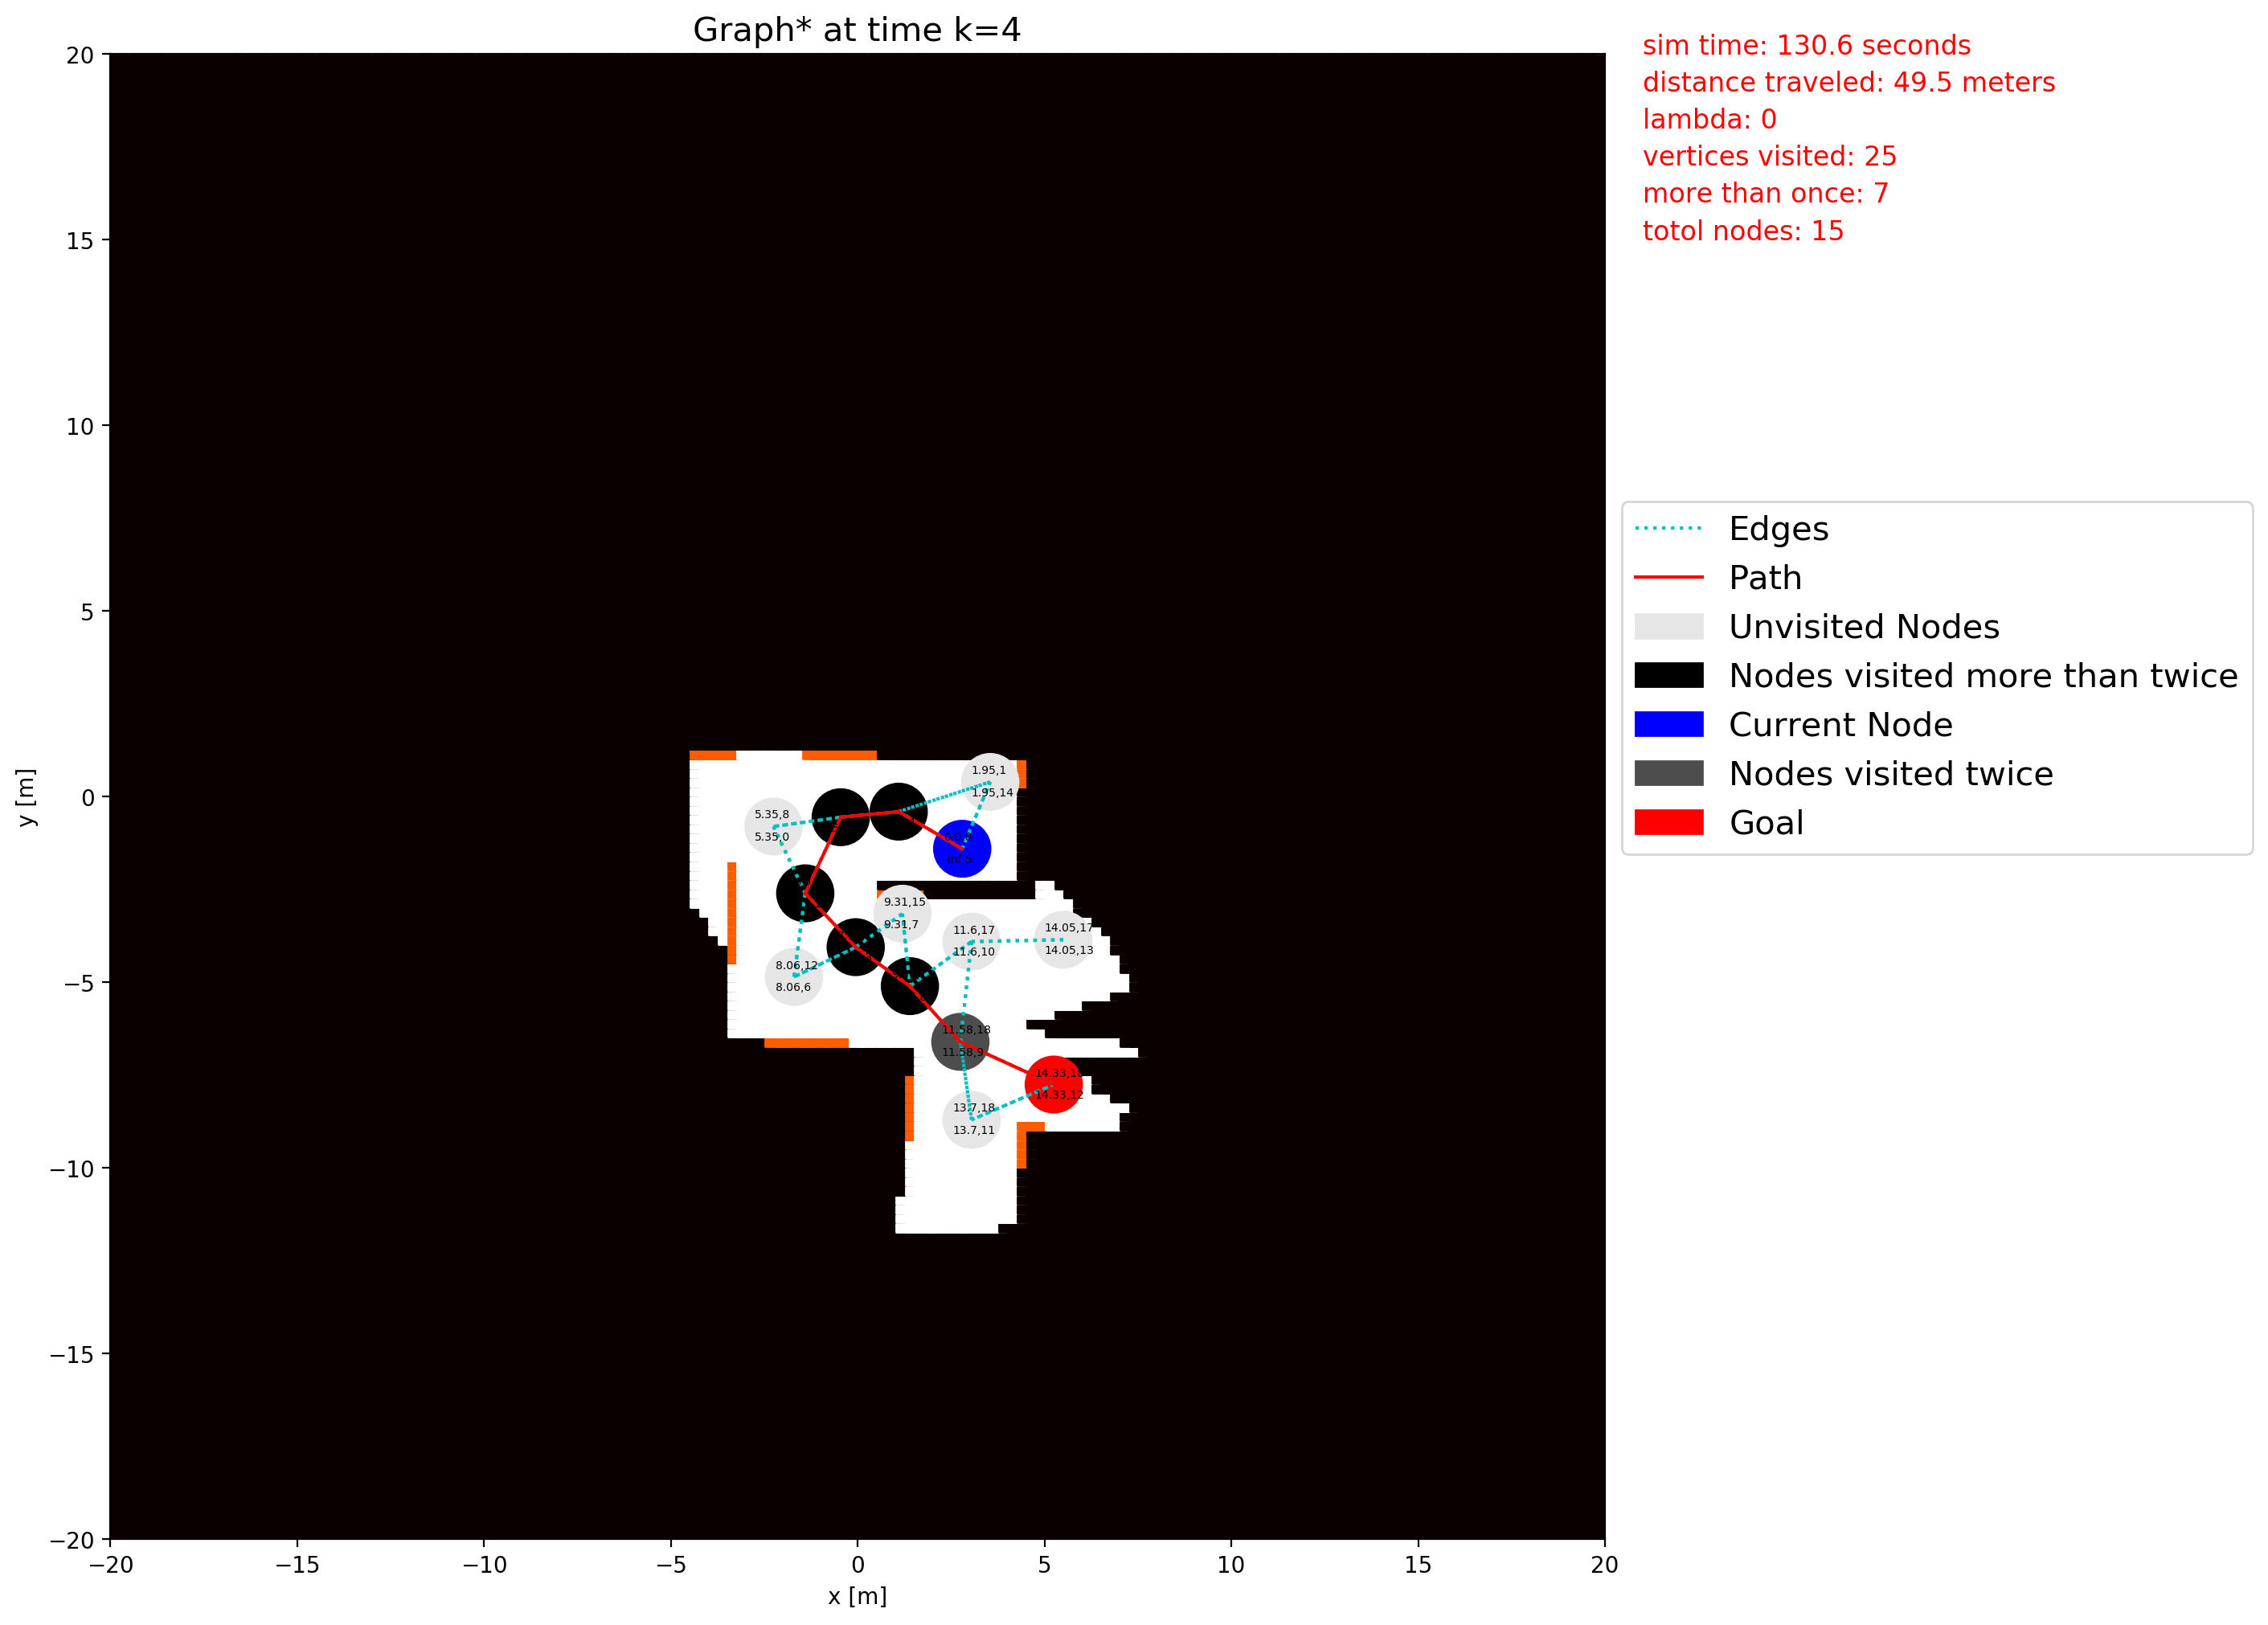 Graph* at time k=4
sim time: 130.6 seconds
distance traveled: 49.5 meters
lambda: 0
vertices visited: 25
more than once: 7
totol nodes: 15
20
15
10
5
0
−5
−10
−15
−20
y [m]
−20 −15 −10 −5 0 5 10 15 20
x [m]
1.95,1
1.95,14
5.35,8
5.35,0
inf,5
9.31,15
9.31,7
11.6,17
11.6,10
14.05,17
14.05,13
8.06,12
8.06,6
11.58,18
11.58,9
14.33,12
13.7,18
13.7,11
Edges
Path
Unvisited Nodes
Nodes visited more than twice
Current Node
Nodes visited twice
Goal